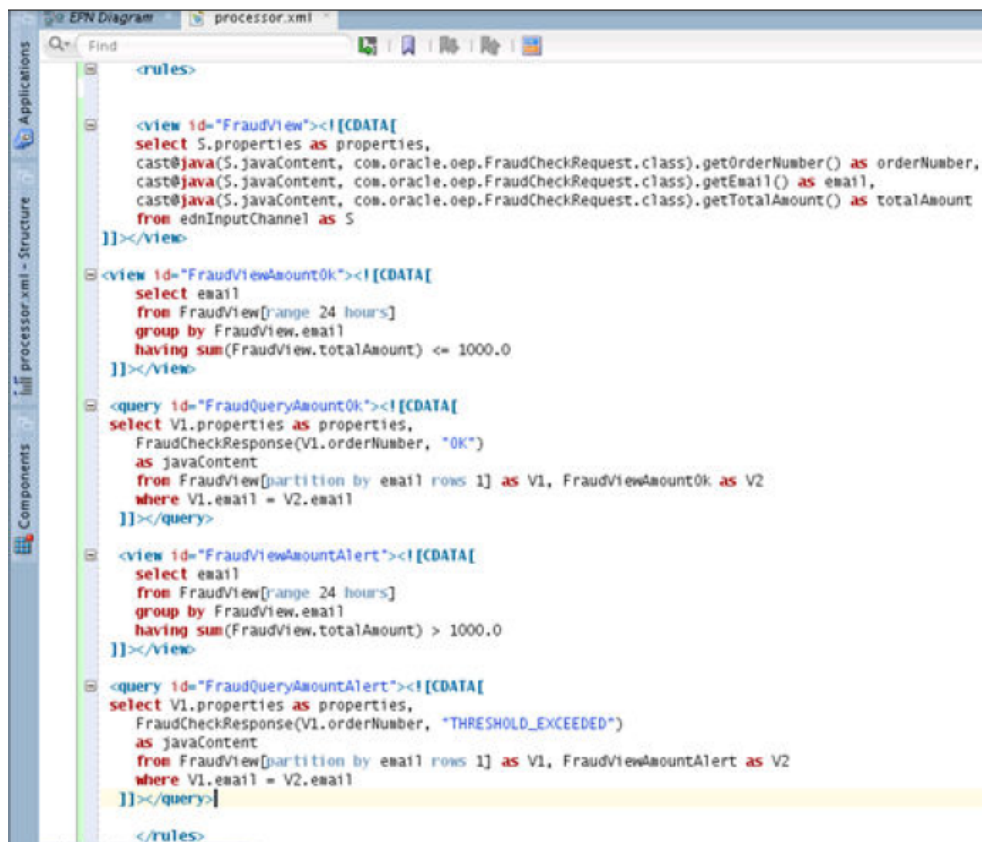 EPN Diagram
processor.xml
Find
Applications
processor.xml - Structure
Components
<rules>
<view id="FraudView"><![CDATA[
select S.properties as properties,
cast@java(S.javaContent, com.oracle.oep.FraudCheckRequest.class).getOrderNumber() as orderNumber,
cast@java(S.javaContent, com.oracle.oep.FraudCheckRequest.class).getEmail() as email,
cast@java(S.javaContent, com.oracle.oep.FraudCheckRequest.class).getTotalAmount() as totalAmount
from ednInputChannel as S
]]></view>
<view id="FraudViewAmountOk"><![CDATA[
select email
from FraudView[range 24 hours]
group by FraudView.email
having sum(FraudView.totalAmount) <= 1000.0
]]></view>
<query id="FraudQueryAmountOk"><![CDATA[
select V1.properties as properties,
FraudCheckResponse(V1.orderNumber, "OK")
as javaContent
from FraudView[partition by email rows 1] as V1, FraudViewAmountOk as V2
where V1.email = V2.email
]]></query>
<view id="FraudViewAmountAlert"><![CDATA[
select email
from FraudView[range 24 hours]
group by FraudView.email
having sum(FraudView.totalAmount) > 1000.0
]]></view>
<query id="FraudQueryAmountAlert"><![CDATA[
select V1.properties as properties,
FraudCheckResponse(V1.orderNumber, "THRESHOLD_EXCEEDED")
as javaContent
from FraudView[partition by email rows 1] as V1, FraudViewAmountAlert as V2
where V1.email = V2.email
]]></query>
</rules>